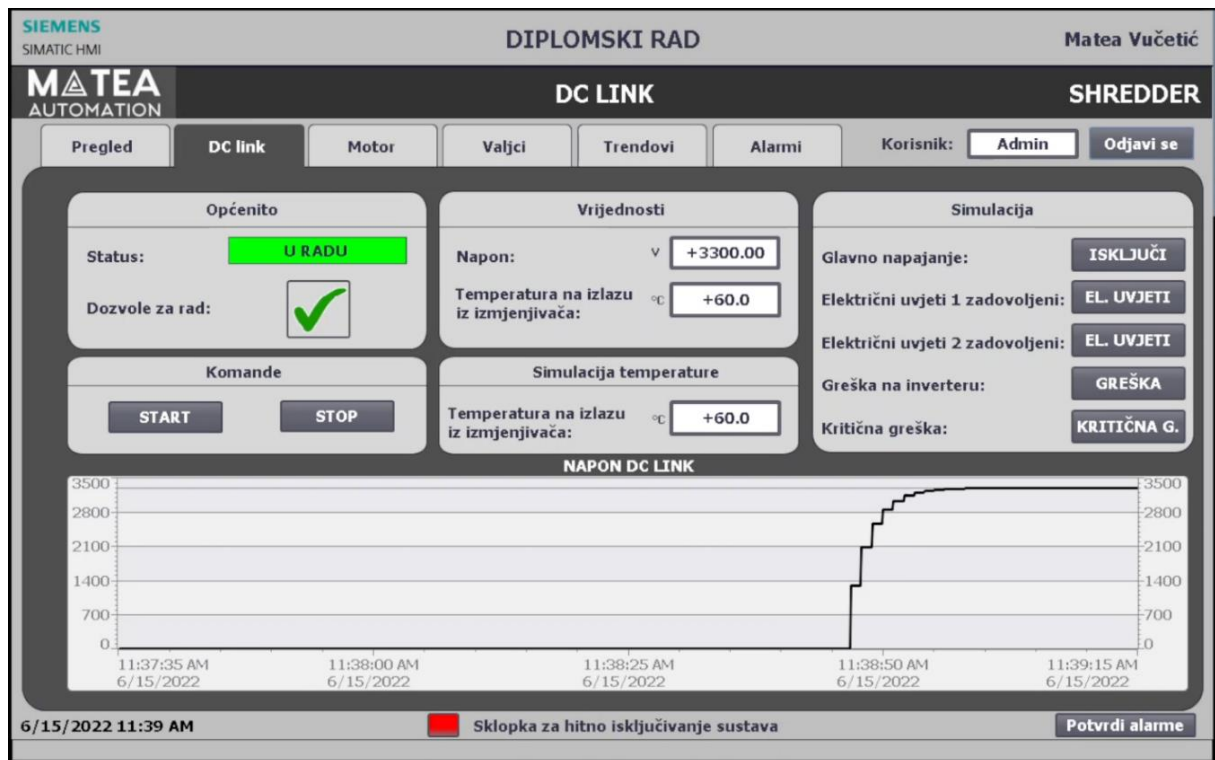 SIEMENS
SIMATIC HMI
DIPLOMSKI RAD
Matea Vučetić
MATEA
AUTOMATION
DC LINK
SHREDDER
Pregled
DC link
Motor
Valjci
Trendovi
Alarmi
Korisnik:
Admin
Odjavi se
Općenito
Status:
U RADU
Dozvole za rad:
Komande
START
STOP
Vrijednosti
Napon:
V
+3300.00
Temperatura na izlazu
iz izmjenjivača:
°C
+60.0
Simulacija temperature
Temperatura na izlazu
iz izmjenjivača:
°C
+60.0
Simulacija
Glavno napajanje:
ISKLJUČI
Električni uvjeti 1 zadovoljeni:
EL. UVJETI
Električni uvjeti 2 zadovoljeni:
EL. UVJETI
Greška na inverteru:
GREŠKA
Kritična greška:
KRITIČNA G.
NAPON DC LINK
3500
2800
2100
1400
700
0
3500
2800
2100
1400
700
0
11:37:35 AM
6/15/2022
11:38:00 AM
6/15/2022
11:38:25 AM
6/15/2022
11:38:50 AM
6/15/2022
11:39:15 AM
6/15/2022
6/15/2022 11:39 AM
Sklopka za hitno isključivanje sustava
Potvrdi alarme